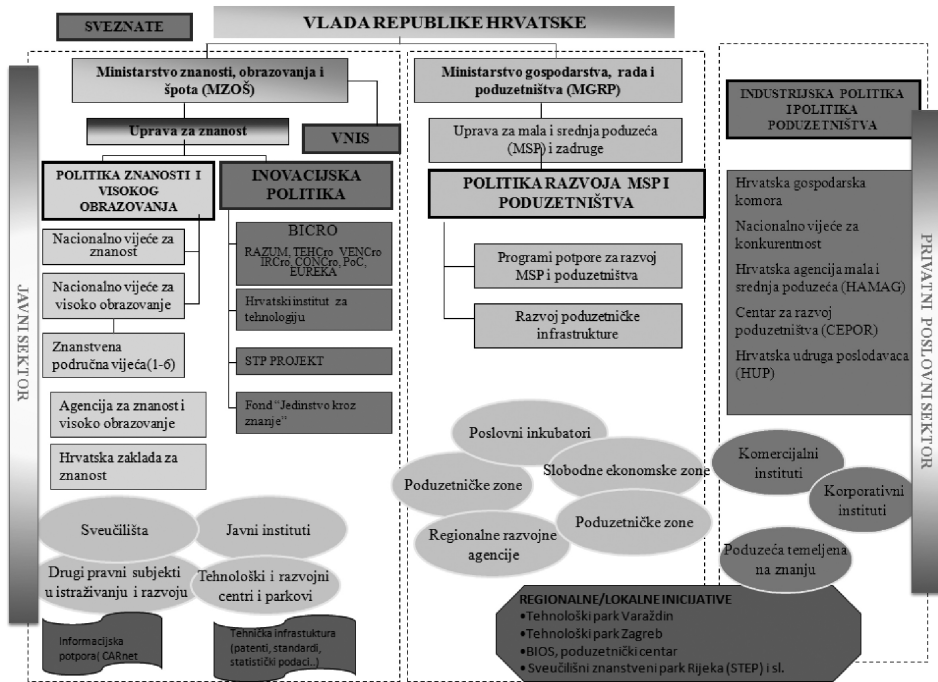 SVEZNATE
VLADA REPUBLIKE HRVATSKE
Ministarstvo znanosti, obrazovanja i
špota (MZOŠ)
Uprava za znanost
VNIS
POLITIKA ZNANOSTI I
VISOKOG
OBRAZOVANJA
INOVACIJSKA
POLITIKA
Nacionalno vijeće za
znanost
Nacionalno vijeće za
visoko obrazovanje
Znanstvena
područna vijeća(1-6)
Agencija za znanost i
visoko obrazovanje
Hrvatska zaklada za
znanost
BICRO
RAZUM, TEHCro VENCro
IRCro, CONCro, PoC,
EUREKA
Hrvatski institut za
tehnologiju
STP PROJEKT
Fond “Jedinstvo kroz
znanje”
Sveučilišta
Javni instituti
Drugi pravni subjekti
u istraživanju i razvoju
Tehnološki i razvojni
centri i parkovi
Informacijska
potpora( CARnet
Tehnička infrastuktura
(patenti, standardi,
statistički podaci..)
JAVNI SEKTOR
Ministarstvo gospodarstva, rada i
poduzetništva (MGRP)
Uprava za mala i srednja poduzeća
(MSP) i zadruge
POLITIKA RAZVOJA MSP I
PODUZETNIŠTVA
Programi potpore za razvoj
MSP i poduzetništva
Razvoj poduzetničke
infrastrukture
Poslovni inkubatori
Slobodne ekonomske zone
Poduzetničke zone
Poduzetničke zone
Regionalne razvojne
agencije
INDUSTRIJSKA POLITIKA
I POLITIKA
PODUZETNIŠTVA
Hrvatska gospodarska
komora
Nacionalno vijeće za
konkurentnost
Hrvatska agencija mala i
srednja poduzeća (HAMAG)
Centar za razvoj
poduzetništva (CEPOR)
Hrvatska udruga poslodavaca
(HUP)
Komercijalni
instituti
Korporativni
instituti
Poduzeća temeljena
na znanju
PRIVATNI POSLOVNI SEKTOR
REGIONALNE/LOKALNE INICIJATIVE
•Tehnološki park Varaždin
•Tehnološki park Zagreb
•BIOS, poduzetnički centar
•Sveučilišni znanstveni park Rijeka (STEP) i sl.